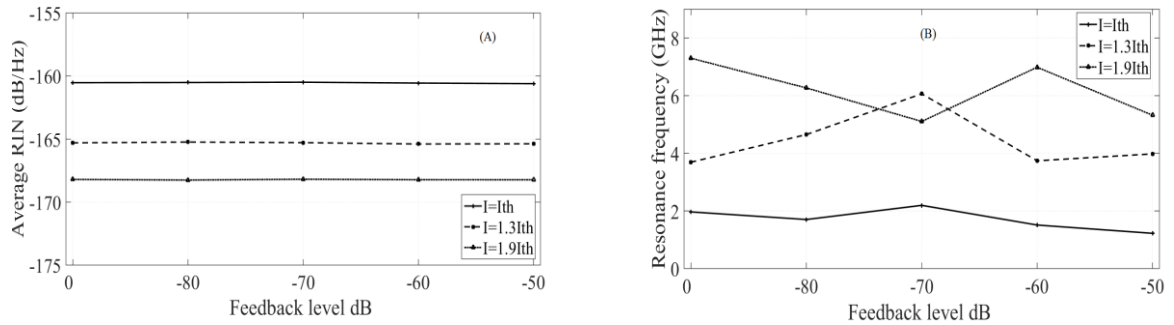 -155
-160
-165
-170
-175
Average RIN (dB/Hz)
(A)
I=Ith
I=1.3Ith
I=1.9Ith
0 -80 -70 -60 -50
Feedback level dB
8
6
4
2
0
Resonance frequency (GHz)
(B)
I=Ith
I=1.3Ith
I=1.9Ith
0 -80 -70 -60 -50
Feedback level dB